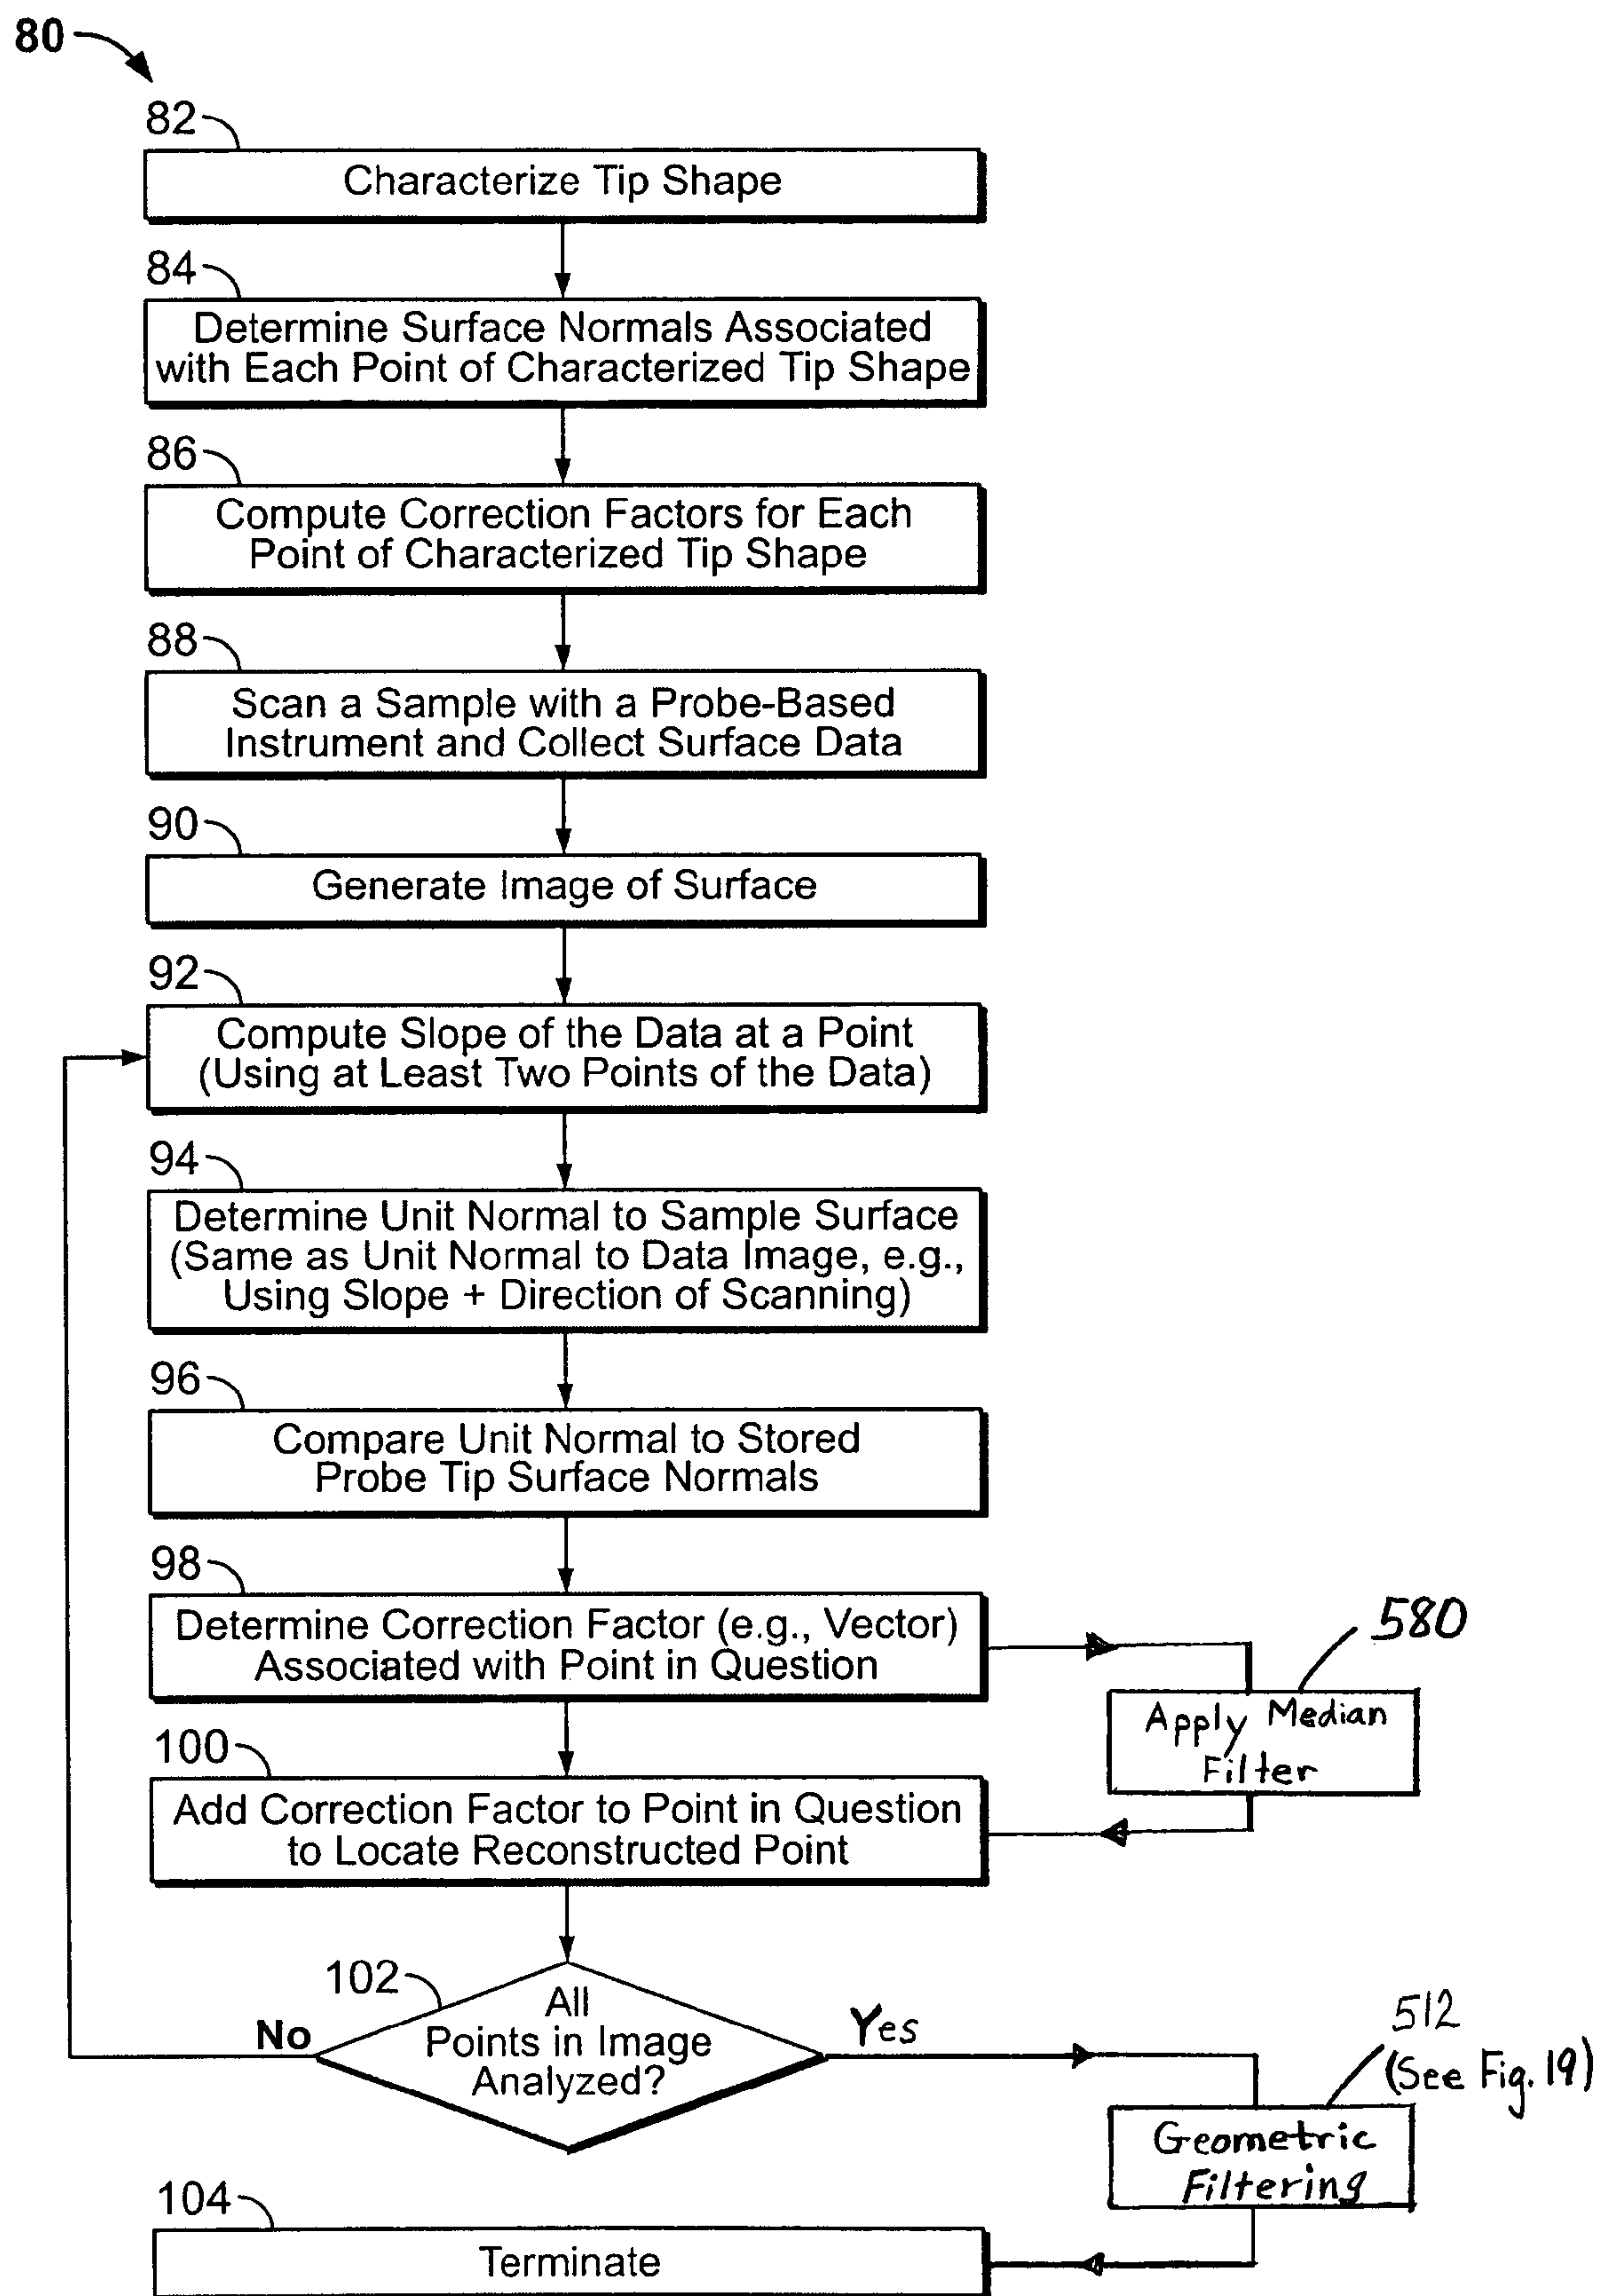 80
82
Characterize Tip Shape
84
Determine Surface Normals Associated
with Each Point of Characterized Tip Shape
86
Compute Correction Factors for Each
Point of Characterized Tip Shape
88
Scan a Sample with a Probe-Based
Instrument and Collect Surface Data
90
Generate Image of Surface
92
Compute Slope of the Data at a Point
(Using at Least Two Points of the Data)
94
Determine Unit Normal to Sample Surface
(Same as Unit Normal to Data Image, e.g.,
Using Slope + Direction of Scanning)
96
Compare Unit Normal to Stored
Probe Tip Surface Normals
98
Determine Correction Factor (e.g., Vector)
Associated with Point in Question
580
Apply Median
Filter
100
Add Correction Factor to Point in Question
to Locate Reconstructed Point
102
All
Points in Image
Analyzed?
No
Yes
512
(See Fig. 19)
Geometric
Filtering
104
Terminate